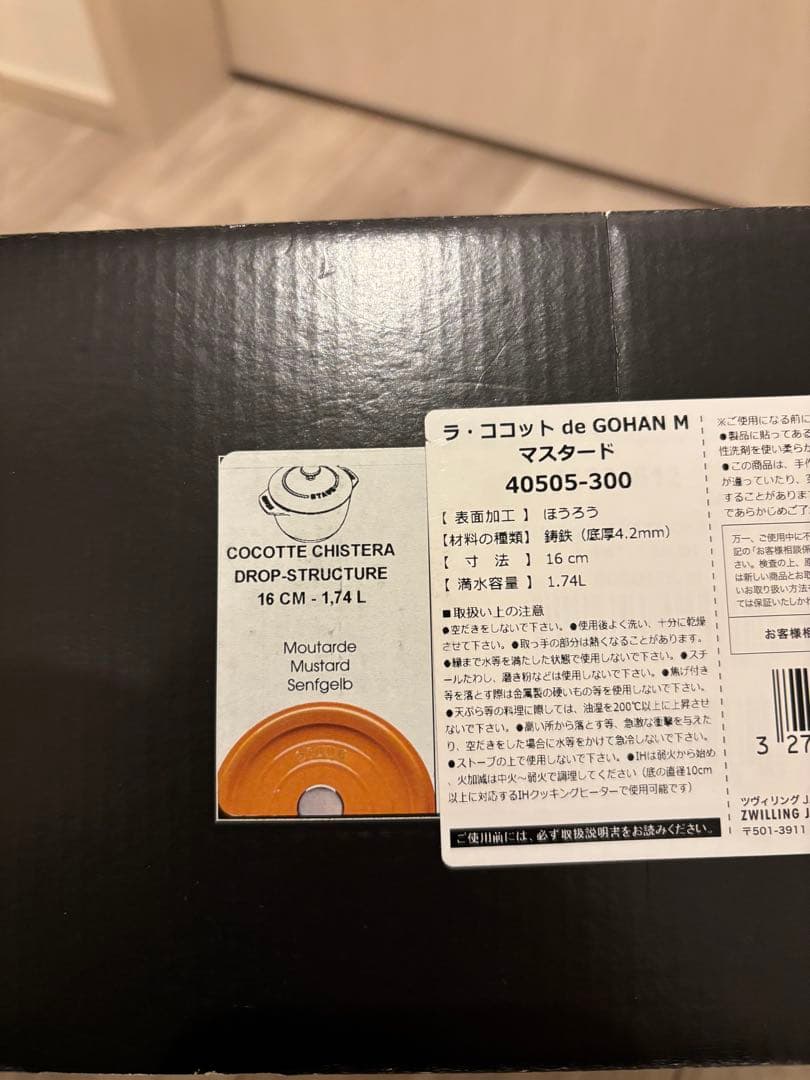 STAUB
COCOTTE CHISTERA
DROP-STRUCTURE
16 CM - 1,74 L
Moutarde
Mustard
Senfgelb
ラ・ココット de GOHAN M
マスタード
40505-300
【 表面加工 】 ほうろう
【材料の種類】 鋳鉄（底厚4.2mm）
【 寸 法 】 16 cm
【 満水容量 】 1.74L
■取扱い上の注意
●空だきをしないで下さい。●使用後よく洗い、十分に乾燥
させて下さい。●取っ手の部分は熱くなることがあります。
●縁まで水等を満たした状態で使用しないで下さい。●スチ
ールたわし、磨き粉などは使用しないで下さい。●焦げ付き
等を落とす際は金属製の硬いもの等を使用しないで下さい。
●天ぷら等の料理に際しては、油温を200℃以上に上昇させ
ないで下さい。●高い所から落とす等、急激な衝撃を与えた
り、空だきをした場合に水等をかけて急冷しないで下さい。
●ストーブの上で使用しないで下さい。●IHは弱火から始め
、火加減は中火～弱火で調理してください（底の直径10cm
以上に対応するIHクッキングヒーターで使用可能です）
ご使用前には、必ず取扱説明書をお読みください。
※ご使用になる前に
●製品に貼ってある
性洗剤を使い柔らか
●この商品は、手作
が違っていたり、
することがありま
であらかじめご了
万一、ご使用中に不
記の「お客様相談係
さい。検査の上、原
は新しい商品とお取
いお取り扱い方法
ては保証いたしかね
お客様相
3 27
ツヴィリング J
ZWILLING J
〒501-3911